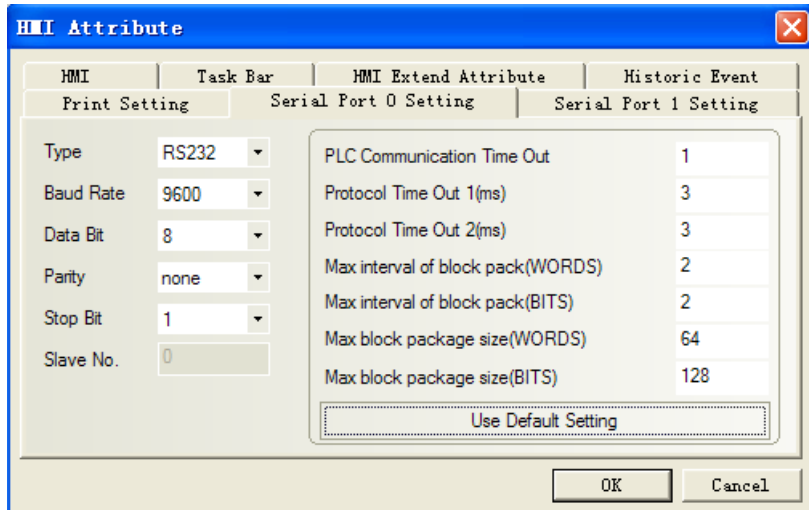 HMI Attribute
HMI Task Bar HMI Extend Attribute Historic Event
Print Setting Serial Port 0 Setting Serial Port 1 Setting
Type RS232
Baud Rate 9600
Data Bit 8
Parity none
Stop Bit 1
Slave No. 0
PLC Communication Time Out 1
Protocol Time Out 1(ms) 3
Protocol Time Out 2(ms) 3
Max interval of block pack(WORDS) 2
Max interval of block pack(BITS) 2
Max block package size(WORDS) 64
Max block package size(BITS) 128
Use Default Setting
OK Cancel